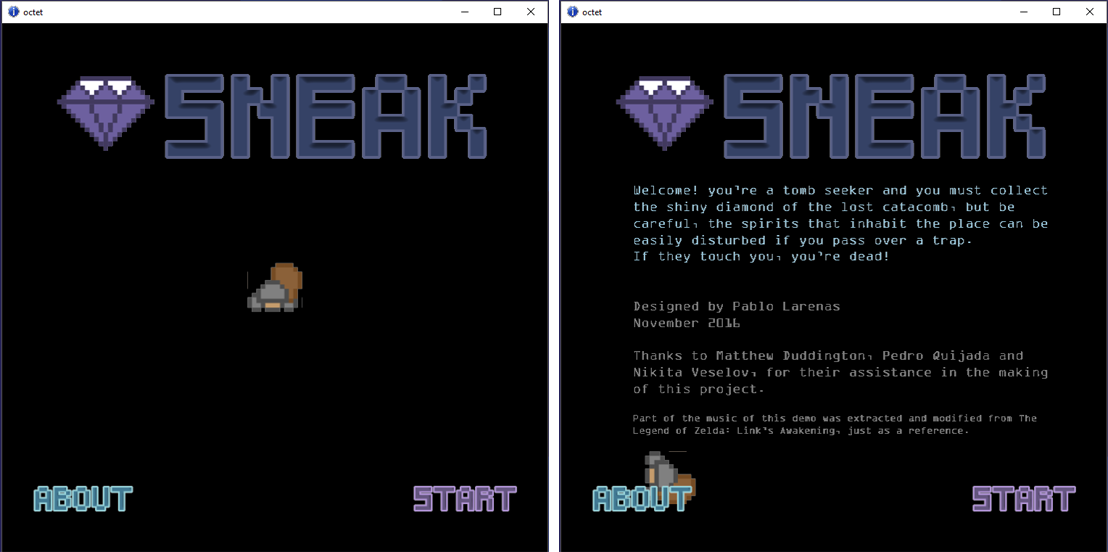 octet
SNEAK
ABOUT
START
octet
SNEAK
Welcome! you're a tomb seeker and you must collect
the shiny diamond of the lost catacomb, but be
careful, the spirits that inhabit the place can be
easily disturbed if you pass over a trap.
If they touch you, you're dead!
Designed by Pablo Larenas
November 2016
Thanks to Matthew Duddington, Pedro Quijada and
Nikita Veselov, for their assistance in the making
of this project.
Part of the music of this demo was extracted and modified from The
Legend of Zelda: Link's Awakening, just as a reference.
ABOUT
START